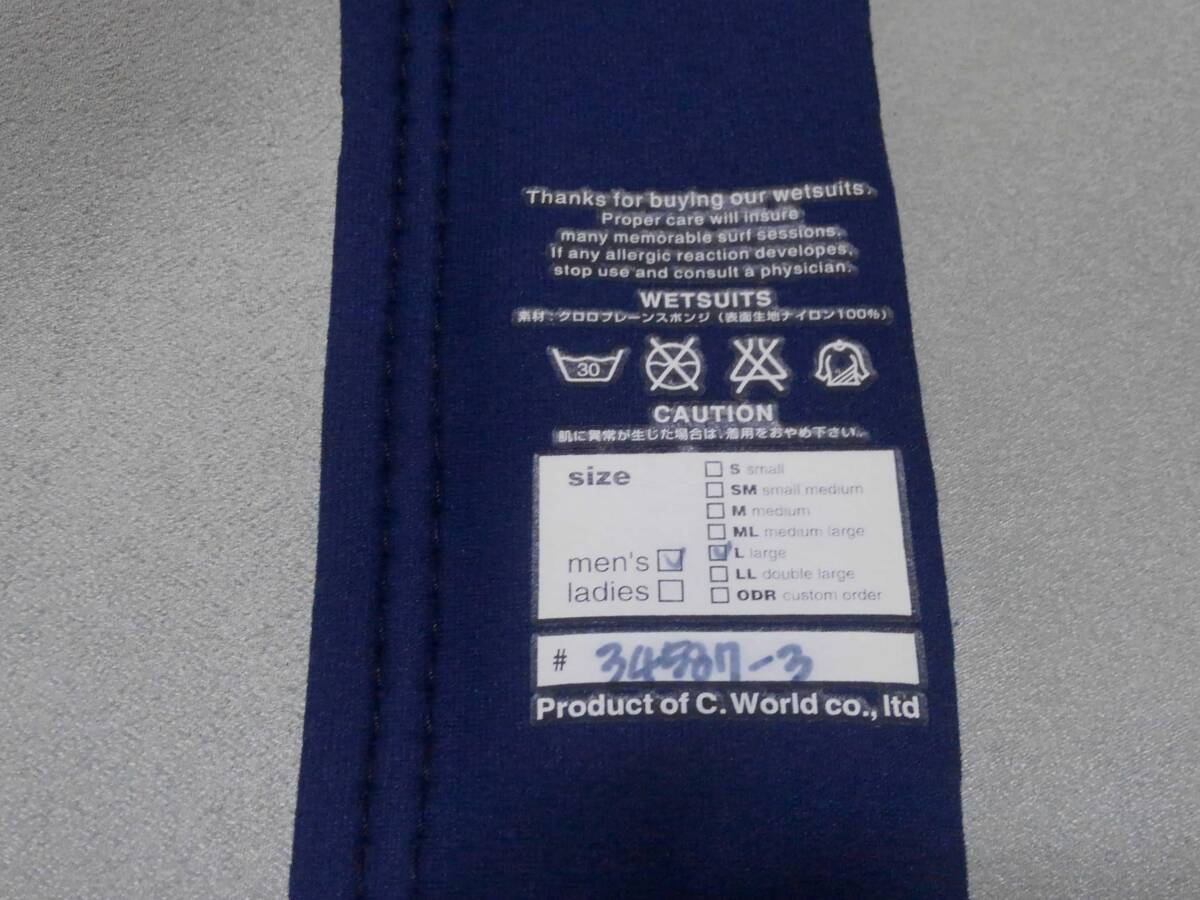 Thanks for buying our wetsuits.
Proper care will insure
many memorable surf sessions.
If any allergic reaction developes,
stop use and consult a physician.
WETSUITS
素材：クロロプレーンスポンジ（表面生地ナイロン100%）
30
CAUTION
肌に異常が生じた場合は、着用をおやめ下さい。
size
S small
SM small medium
M medium
ML medium large
men's
L large
LL double large
ladies
ODR custom order
# 34587-3
Product of C. World co., ltd